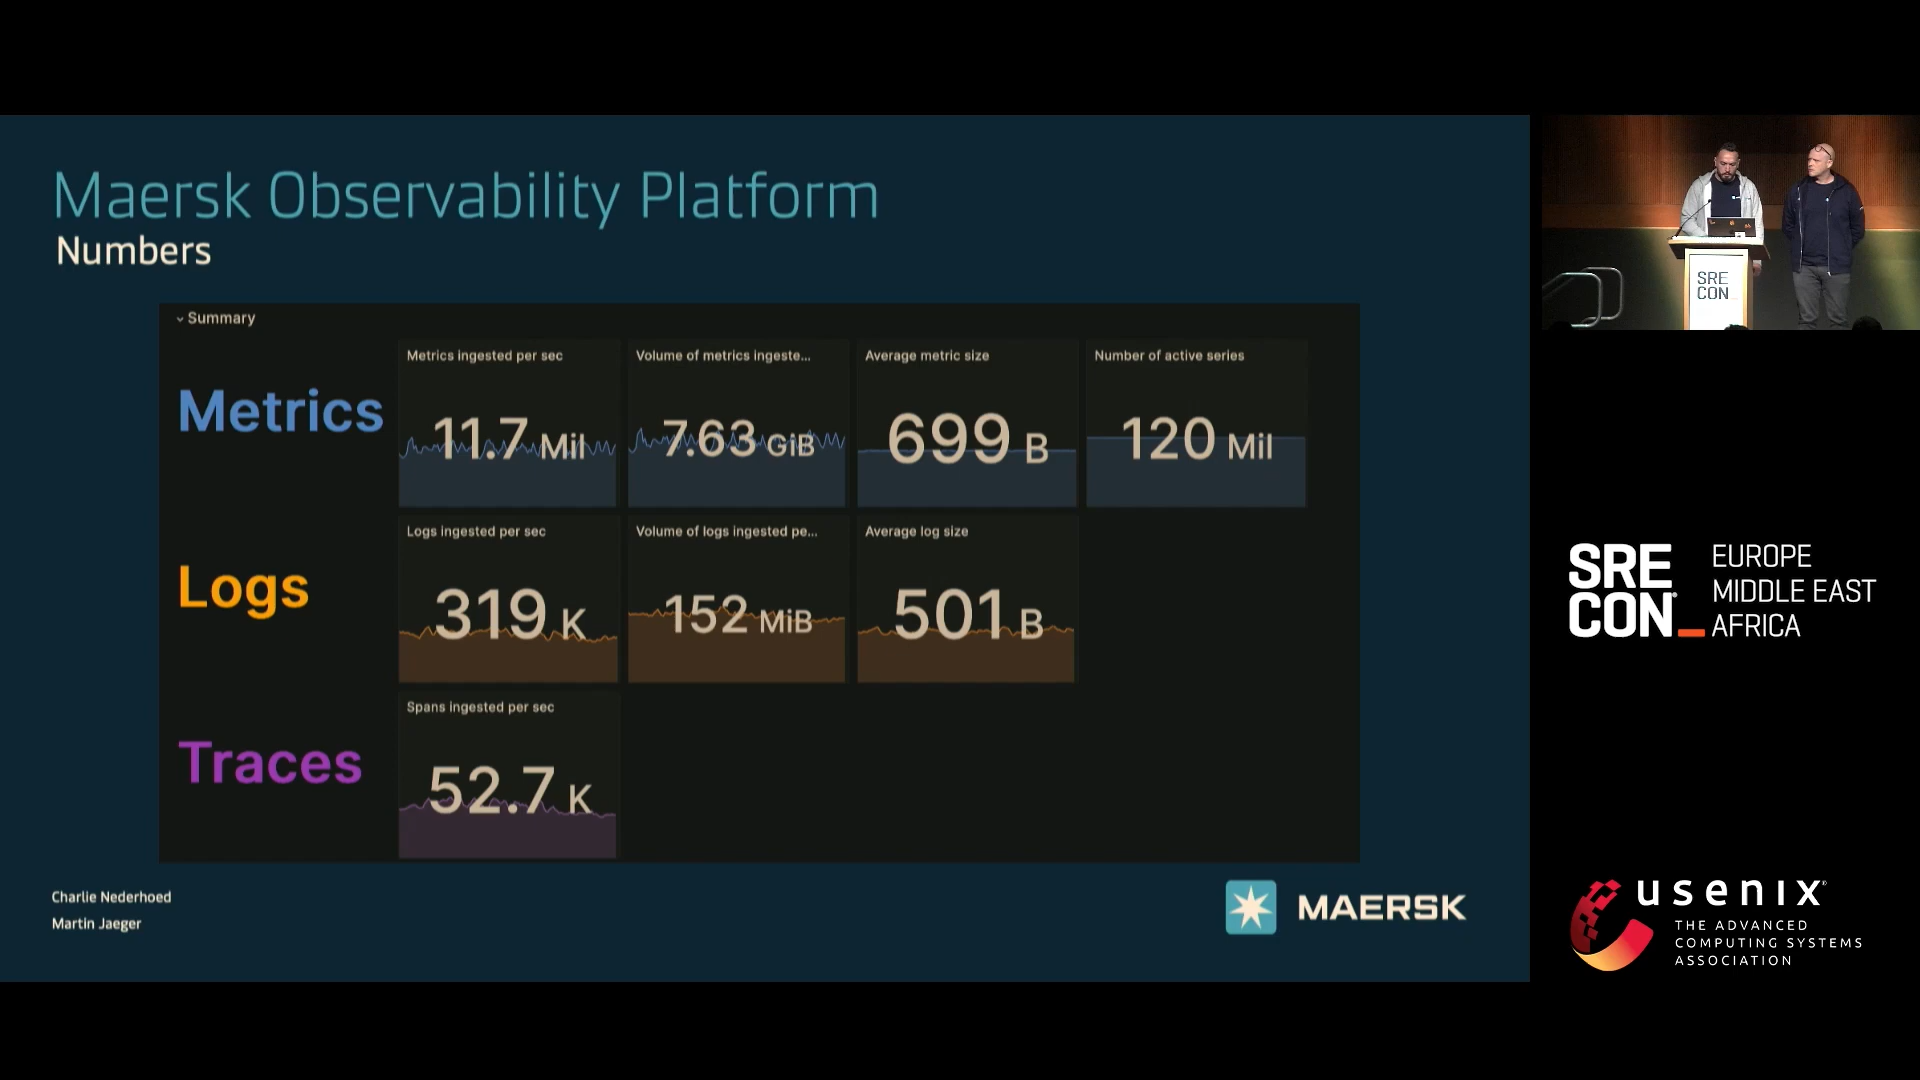 Maersk Observability Platform
Numbers
Summary
Metrics
Metrics ingested per sec
11.7 Mil
Volume of metrics ingeste...
7.63 GiB
Average metric size
699 B
Number of active series
120 Mil
Logs
Logs ingested per sec
319 K
Volume of logs ingested pe...
152 MiB
Average log size
501 B
Traces
Spans ingested per sec
52.7 K
Charlie Nederhoed
Martin Jaeger
MAERSK
SRE
CON
SRE
CON_
EUROPE
MIDDLE EAST
AFRICA
usenix
THE ADVANCED
COMPUTING SYSTEMS
ASSOCIATION